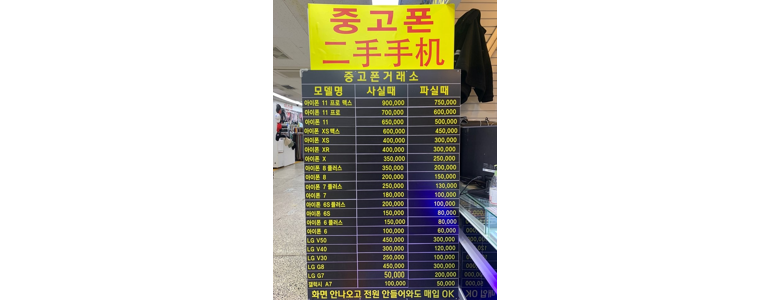 중고폰
二手手机
중고폰거래소
모델명 사실때 파실때
아이폰 11 프로 맥스 900,000 750,000
아이폰 11 프로 700,000 600,000
아이폰 11 650,000 500,000
아이폰 XS맥스 600,000 450,000
아이폰 XS 400,000 300,000
아이폰 XR 400,000 300,000
아이폰 X 350,000 250,000
아이폰 8 플러스 350,000 200,000
아이폰 8 200,000 150,000
아이폰 7 플러스 250,000 130,000
아이폰 7 180,000 100,000
아이폰 6S플러스 200,000 100,000
아이폰 6S 150,000 80,000
아이폰 6 플러스 150,000 80,000
아이폰 6 100,000 60,000
LG V50 450,000 300,000
LG V40 300,000 120,000
LG V30 250,000 100,000
LG G8 450,000 300,000
LG G7 50,000 200,000
갤럭시 A7 100,000 50,000
화면 안나오고 전원 안들어와도 매입 OK